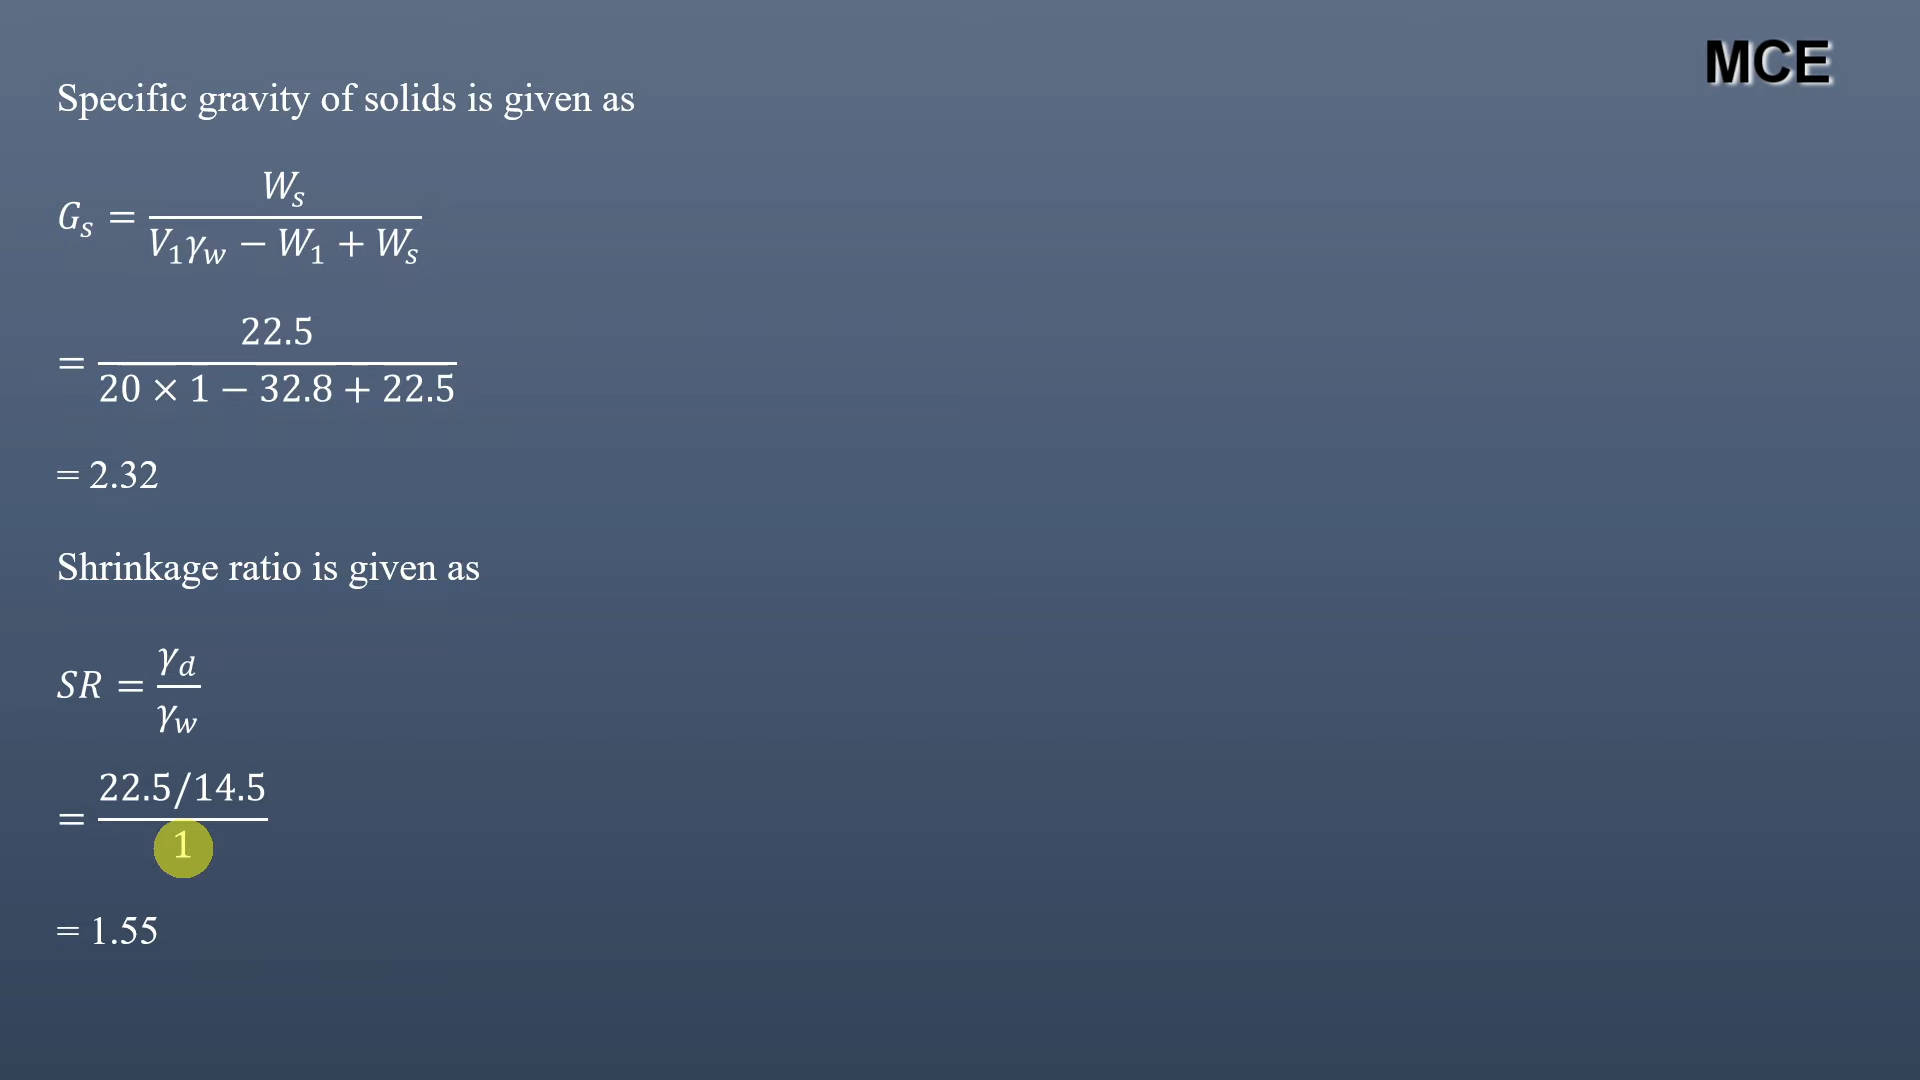 MCE
Specific gravity of solids is given as
G_s = W_s / (V_1γ_w − W_1 + W_s)
= 22.5 / (20 × 1 − 32.8 + 22.5)
= 2.32
Shrinkage ratio is given as
SR = γ_d / γ_w
= (22.5/14.5) / 1
= 1.55